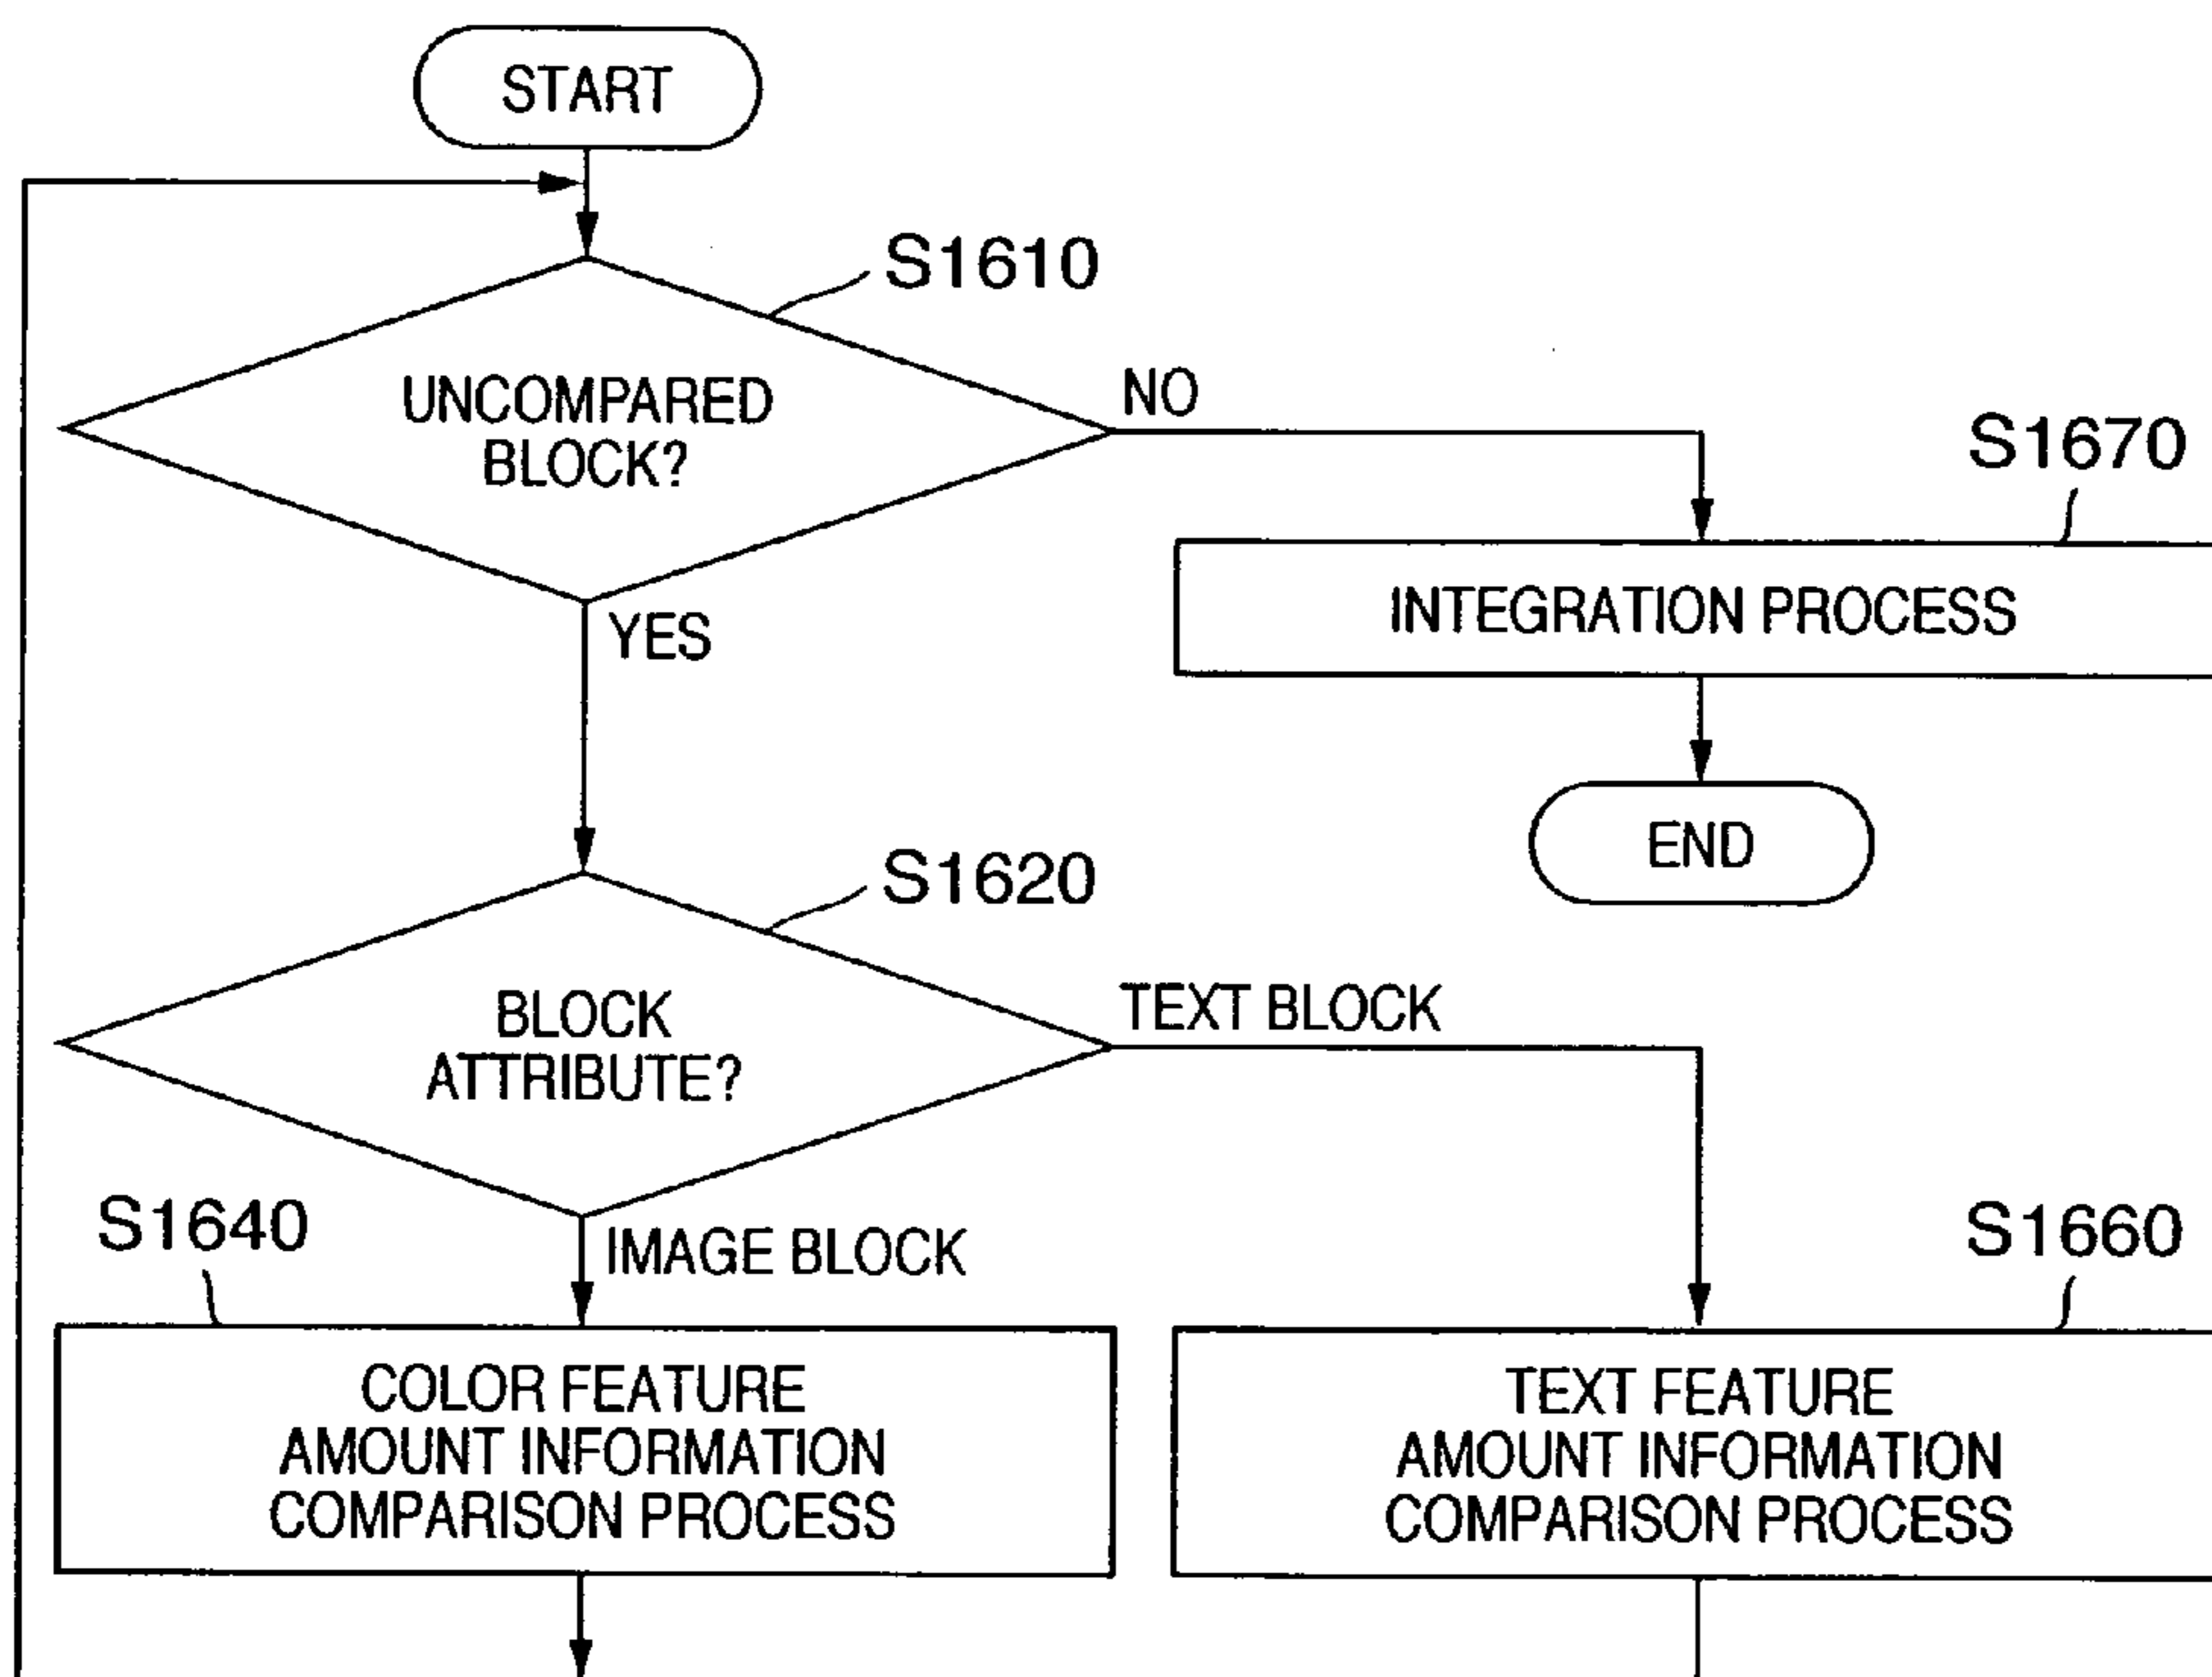 START
S1610
UNCOMPARED
BLOCK?
NO
YES
S1670
INTEGRATION PROCESS
END
S1620
BLOCK
ATTRIBUTE?
TEXT BLOCK
IMAGE BLOCK
S1640
COLOR FEATURE
AMOUNT INFORMATION
COMPARISON PROCESS
S1660
TEXT FEATURE
AMOUNT INFORMATION
COMPARISON PROCESS